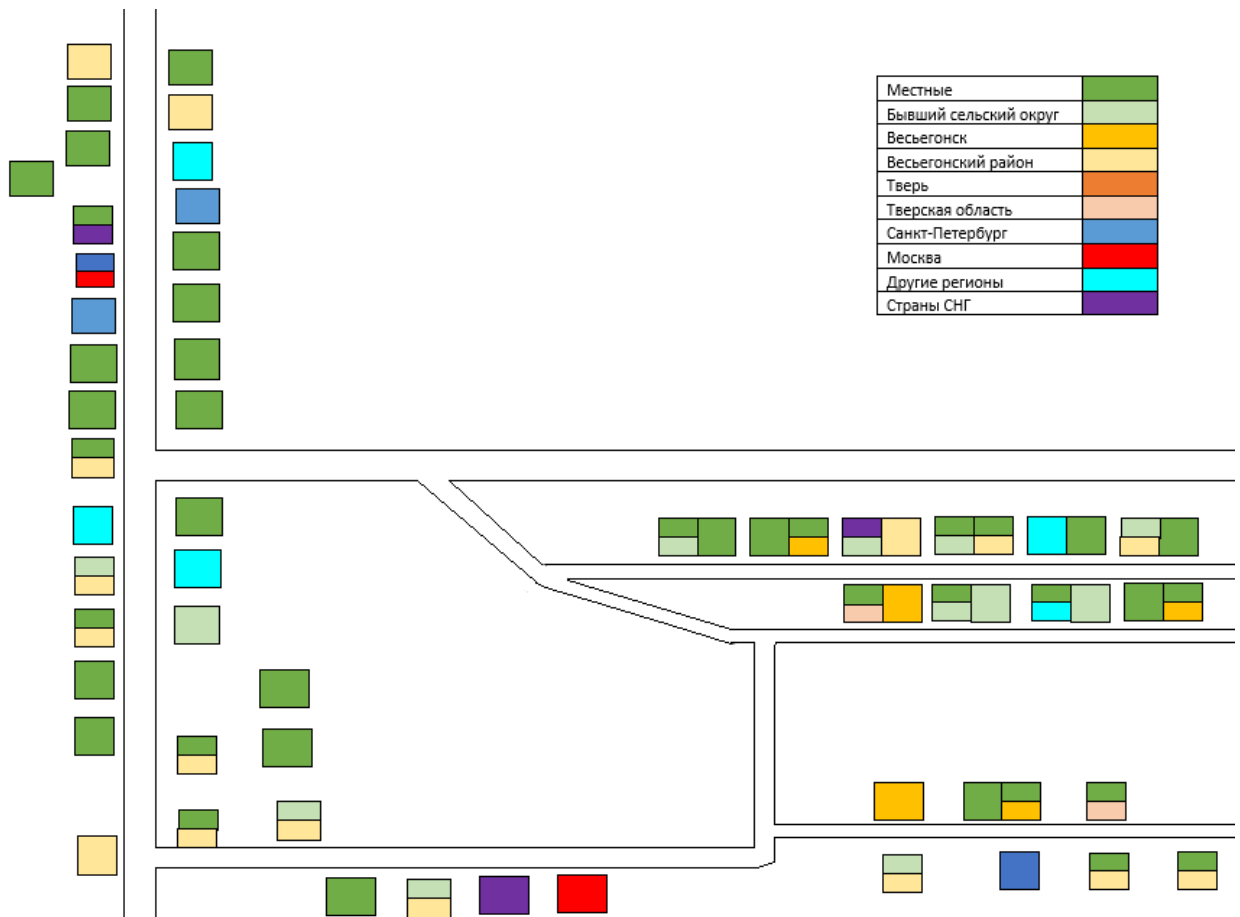 Местные
Бывший сельский округ
Весьегонск
Весьегонский район
Тверь
Тверская область
Санкт-Петербург
Москва
Другие регионы
Страны СНГ